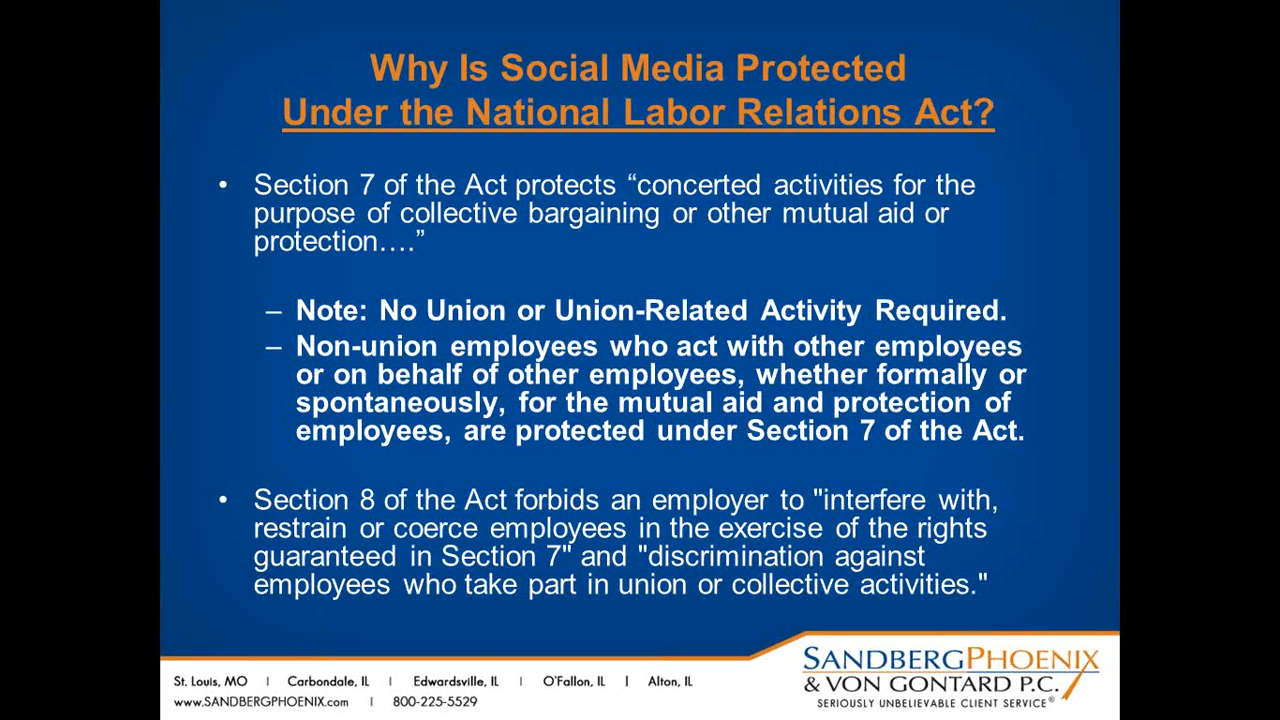 Why Is Social Media Protected
Under the National Labor Relations Act?
• Section 7 of the Act protects “concerted activities for the
purpose of collective bargaining or other mutual aid or
protection….”
– Note: No Union or Union-Related Activity Required.
– Non-union employees who act with other employees
or on behalf of other employees, whether formally or
spontaneously, for the mutual aid and protection of
employees, are protected under Section 7 of the Act.
• Section 8 of the Act forbids an employer to "interfere with,
restrain or coerce employees in the exercise of the rights
guaranteed in Section 7" and "discrimination against
employees who take part in union or collective activities."
St. Louis, MO | Carbondale, IL | Edwardsville, IL | O'Fallon, IL | Alton, IL
www.SANDBERGPHOENIX.com | 800-225-5529
SANDBERGPHOENIX
& VON GONTARD P.C.
SERIOUSLY UNBELIEVABLE CLIENT SERVICE®